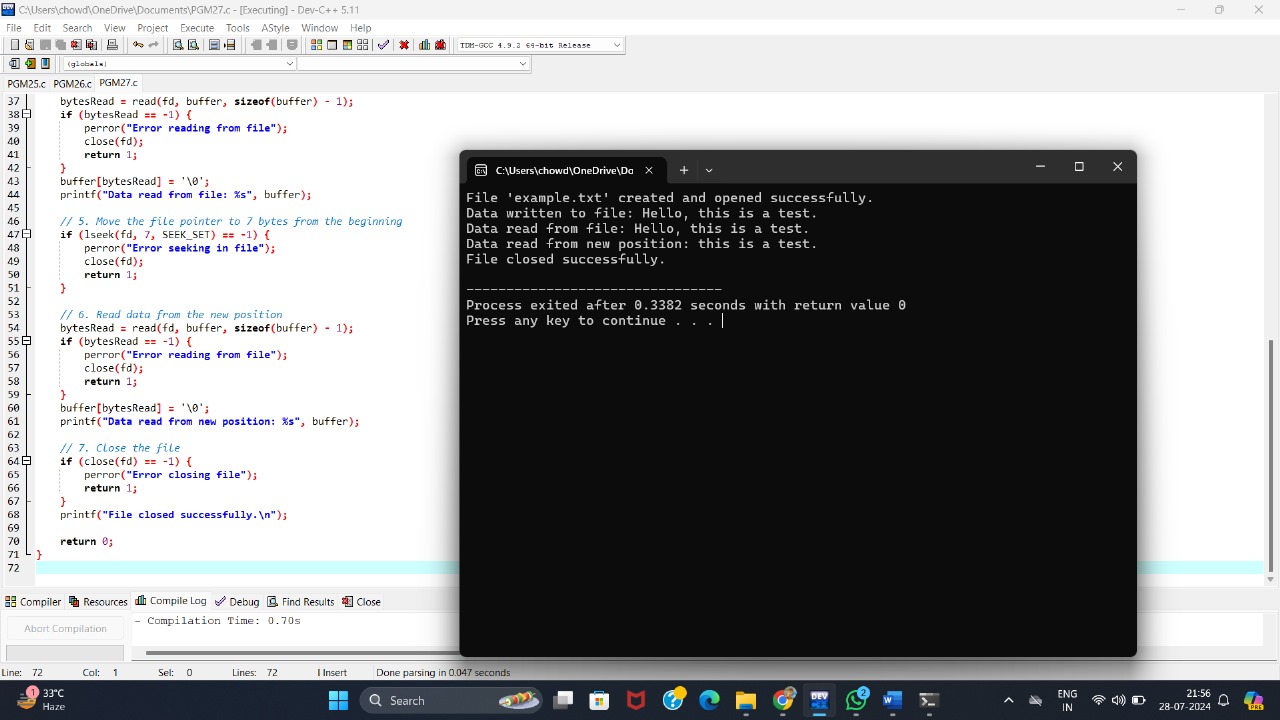 C:\Users\chowd\OneDrive\Documents\PGM27.c - [Executing] - Dev-C++ 5.11
File Edit Search View Project Execute Tools AStyle Window Help
TDM-GCC 4.9.2 64-bit Release
(globals)
PGM25.c PGM26.c PGM27.c
37 bytesRead = read(fd, buffer, sizeof(buffer) - 1);
38 if (bytesRead == -1) {
39 perror("Error reading from file");
40 close(fd);
41 return 1;
42 }
43 buffer[bytesRead] = '\0';
44 printf("Data read from file: %s", buffer);
45
46 // 5. Move the file pointer to 7 bytes from the beginning
47 if (lseek(fd, 7, SEEK_SET) == -1) {
48 perror("Error seeking in file");
49 close(fd);
50 return 1;
51 }
52
53 // 6. Read data from the new position
54 bytesRead = read(fd, buffer, sizeof(buffer) - 1);
55 if (bytesRead == -1) {
56 perror("Error reading from file");
57 close(fd);
58 return 1;
59 }
60 buffer[bytesRead] = '\0';
61 printf("Data read from new position: %s", buffer);
62
63 // 7. Close the file
64 if (close(fd) == -1) {
65 perror("Error closing file");
66 return 1;
67 }
68 printf("File closed successfully.\n");
69
70 return 0;
71 }
72
C:\Users\chowd\OneDrive\Do
File 'example.txt' created and opened successfully.
Data written to file: Hello, this is a test.
Data read from file: Hello, this is a test.
Data read from new position: this is a test.
File closed successfully.
--------------------------------
Process exited after 0.3382 seconds with return value 0
Press any key to continue . . .
Compiler Resources Compile Log Debug Find Results Close
Abort Compilation
- Compilation Time: 0.70s
Line: 72 Col: 1 Sel: 0 Lines: 72 Insert Done parsing in 0.047 seconds
1
33°C
Haze
Search
DEV
2
ENG
IN
21:56
28-07-2024
PRE